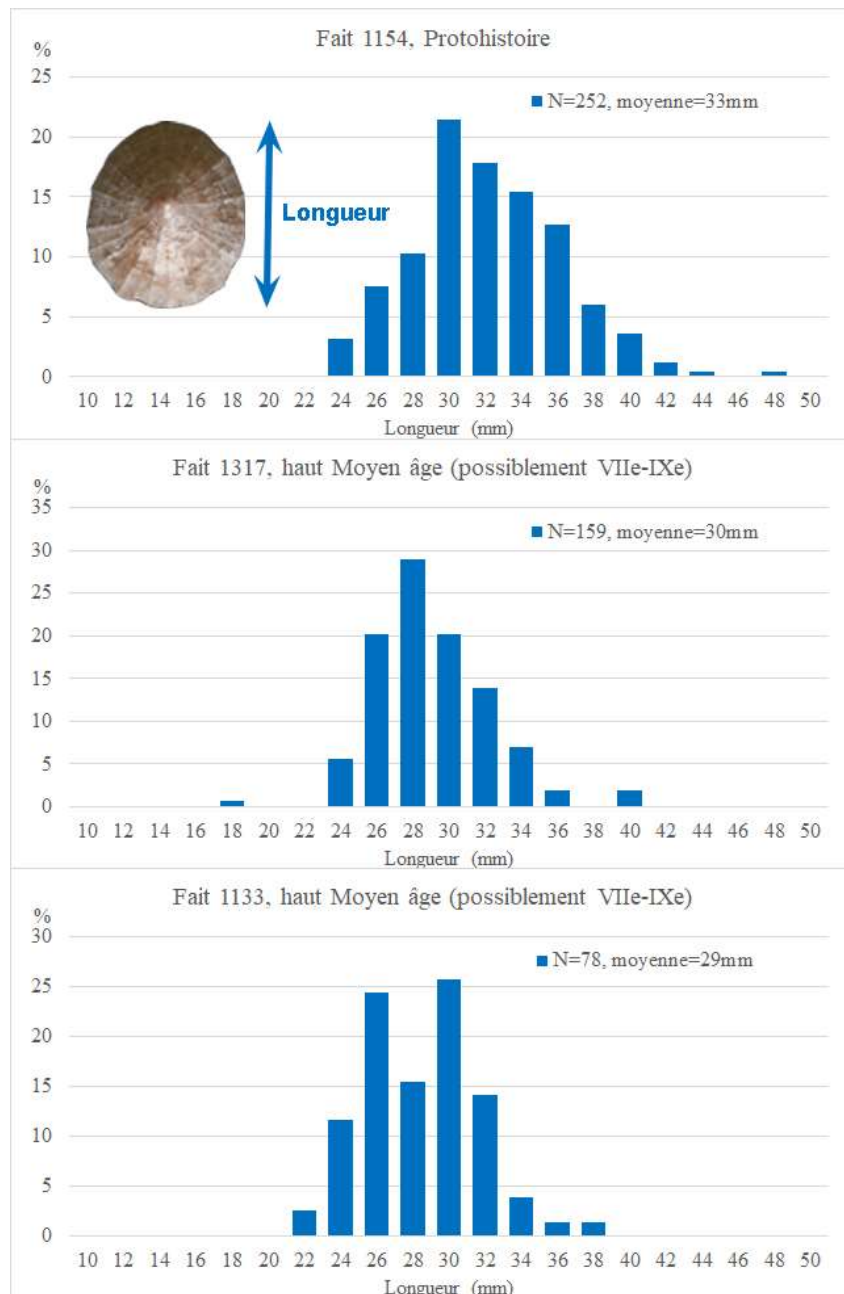 Fait 1154, Protohistoire
%
25
N=252, moyenne=33mm
20
Longueur
15
10
5
0
10 12 14 16 18 20 22 24 26 28 30 32 34 36 38 40 42 44 46 48 50
Longueur (mm)
Fait 1317, haut Moyen âge (possiblement VIIe-IXe)
%
35
N=159, moyenne=30mm
30
25
20
15
10
5
0
10 12 14 16 18 20 22 24 26 28 30 32 34 36 38 40 42 44 46 48 50
Longueur (mm)
Fait 1133, haut Moyen âge (possiblement VIIe-IXe)
%
30
N=78, moyenne=29mm
25
20
15
10
5
0
10 12 14 16 18 20 22 24 26 28 30 32 34 36 38 40 42 44 46 48 50
Longueur (mm)